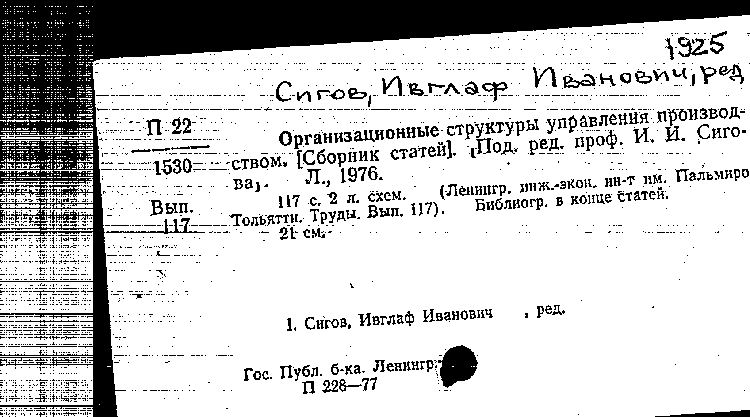 1925
Сигов, Ивглаф Иванович, ред
П 22
1530
Вып.
117
Организационные структуры управления производ-
ством. [Сборник статей]. [Под. ред. проф. И. И. Сиго-
ва]. Л., 1976.
117 с. 2 л. схем. (Ленингр. инж.-экон. ин-т им. Пальмиро
Тольятти. Труды. Вып. 117). Библиогр. в конце статей.
21 см.
1. Сигов, Ивглаф Иванович , ред.
Гос. Публ. б-ка. Ленингр.
П 228—77